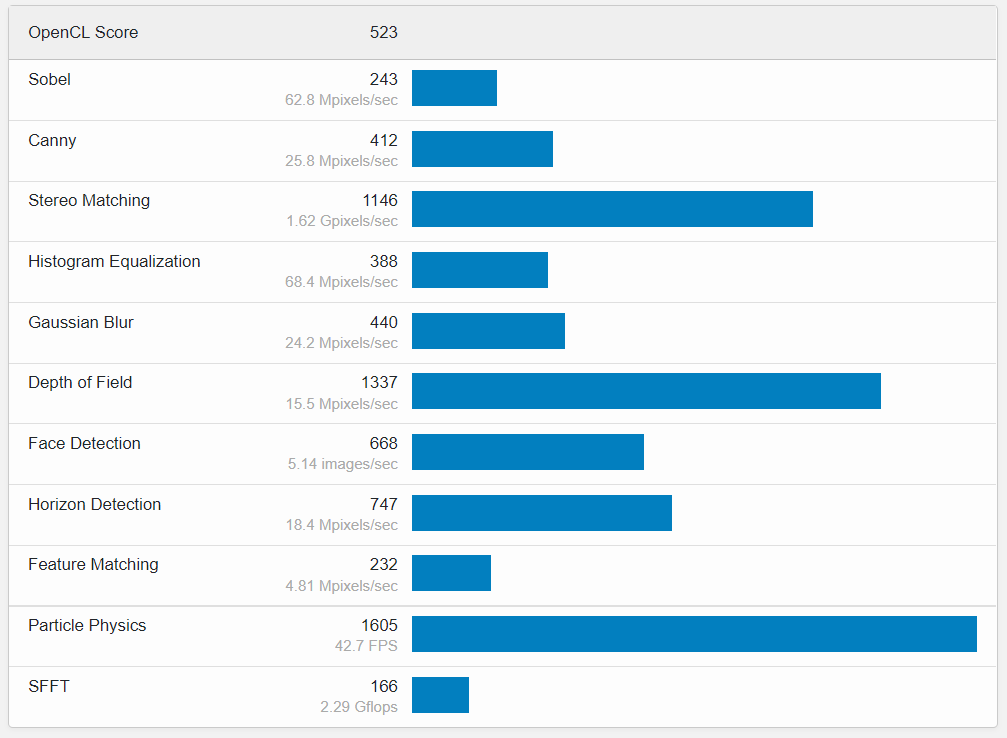 OpenCL Score 523
Sobel 243
62.8 Mpixels/sec
Canny 412
25.8 Mpixels/sec
Stereo Matching 1146
1.62 Gpixels/sec
Histogram Equalization 388
68.4 Mpixels/sec
Gaussian Blur 440
24.2 Mpixels/sec
Depth of Field 1337
15.5 Mpixels/sec
Face Detection 668
5.14 images/sec
Horizon Detection 747
18.4 Mpixels/sec
Feature Matching 232
4.81 Mpixels/sec
Particle Physics 1605
42.7 FPS
SFFT 166
2.29 Gflops